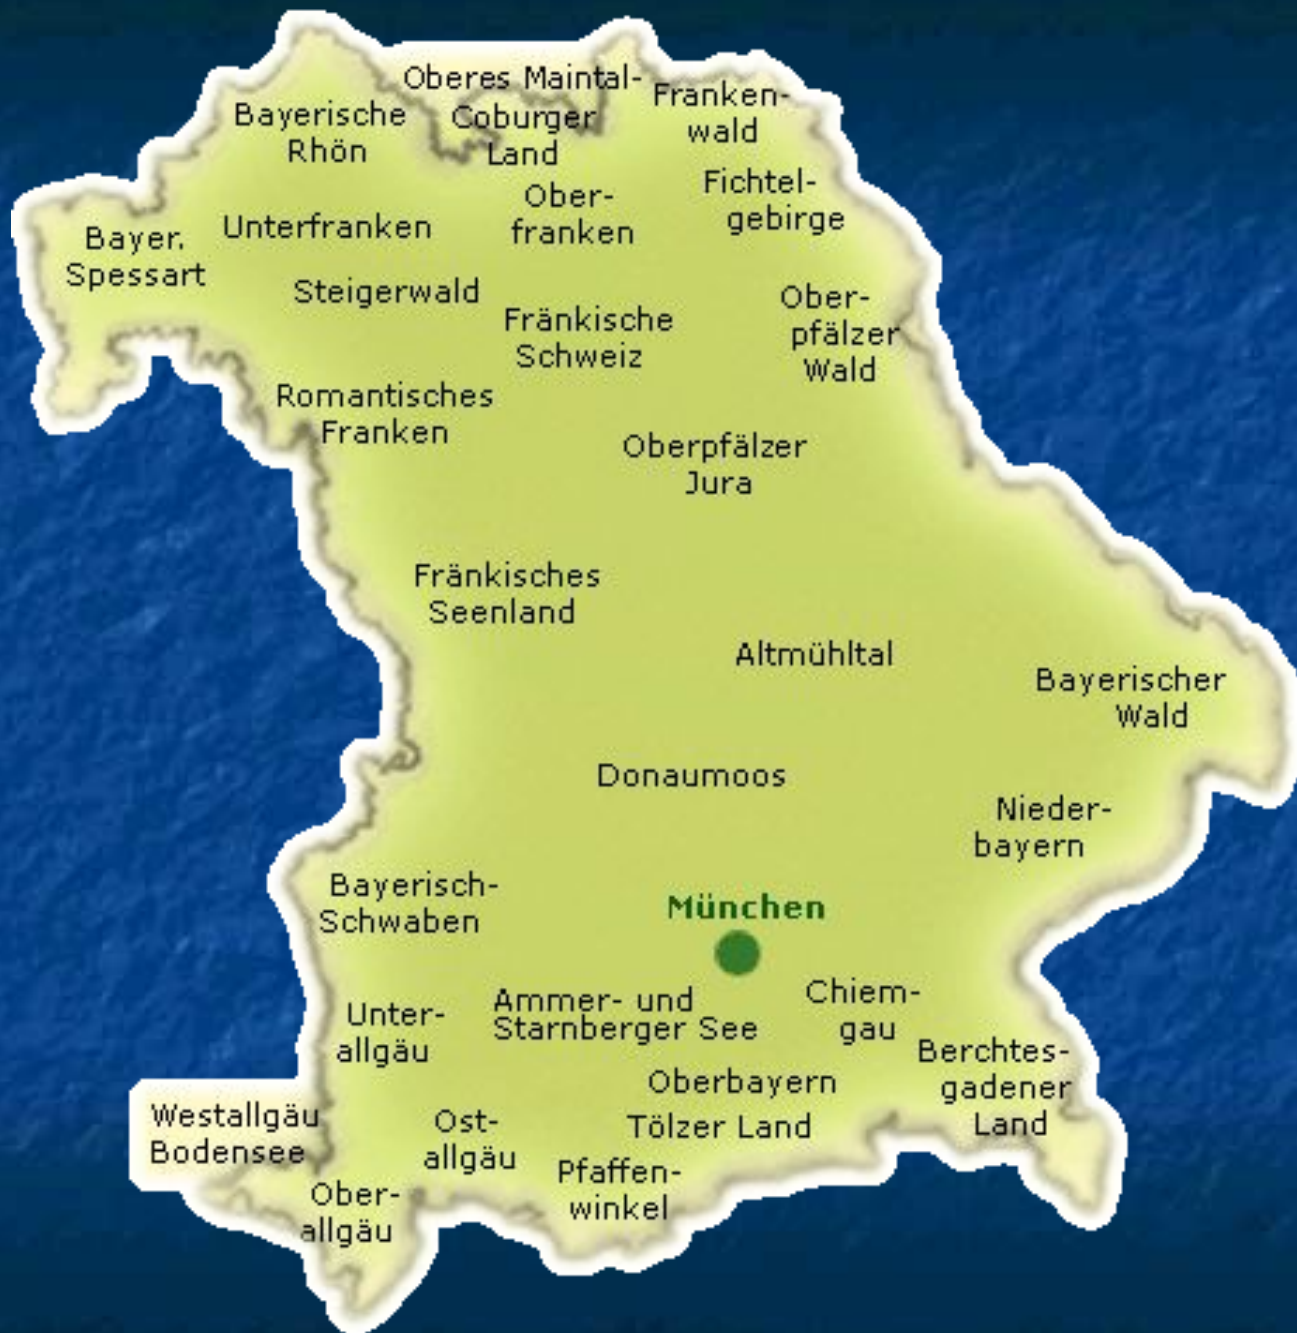 Oberes Maintal-
Coburger
Land
Franken-
wald
Bayerische
Rhön
Fichtel-
gebirge
Ober-
franken
Unterfranken
Bayer.
Spessart
Steigerwald
Fränkische
Schweiz
Ober-
pfälzer
Wald
Romantisches
Franken
Oberpfälzer
Jura
Fränkisches
Seenland
Altmühltal
Bayerischer
Wald
Donaumoos
Nieder-
bayern
Bayerisch-
Schwaben
München
Ammer- und
Starnberger See
Chiem-
gau
Unter-
allgäu
Berchtes-
gadener
Land
Oberbayern
Tölzer Land
Westallgäu
Bodensee
Ost-
allgäu
Pfaffen-
winkel
Ober-
allgäu